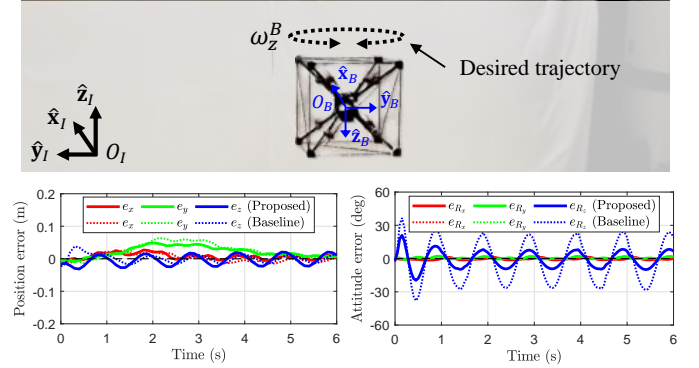 ω_z^B
Desired trajectory
x̂_B
O_B
ŷ_B
ẑ_B
ẑ_I
x̂_I
ŷ_I
O_I
e_x e_y e_z (Proposed)
e_x e_y e_z (Baseline)
Position error (m)
0.2
0.1
0
-0.1
-0.2
0 1 2 3 4 5 6
Time (s)
e_{R_x} e_{R_y} e_{R_z} (Proposed)
e_{R_x} e_{R_y} e_{R_z} (Baseline)
Attitude error (deg)
60
30
0
-30
-60
0 1 2 3 4 5 6
Time (s)